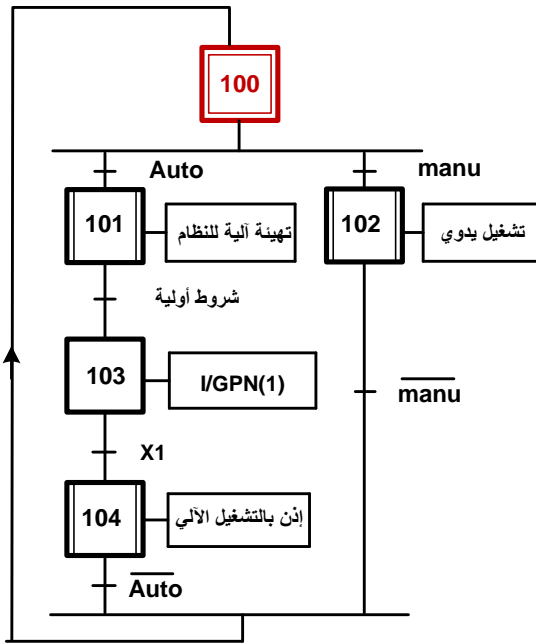 100
Auto
manu
101
تهيئة آلية للنظام
102
تشغيل يدوي
شروط أولية
103
I/GPN(1)
manu
X1
104
إذن بالتشغيل الآلي
Auto